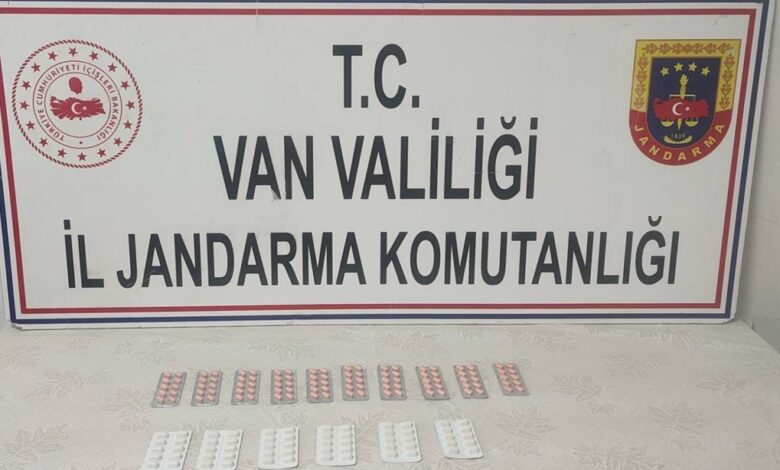 T.C.
VAN VALİLİĞİ
İL JANDARMA KOMUTANLIĞI
TÜRKİYE CUMHURİYETİ İÇİŞLERİ BAKANLIĞI
1839
JANDARMA